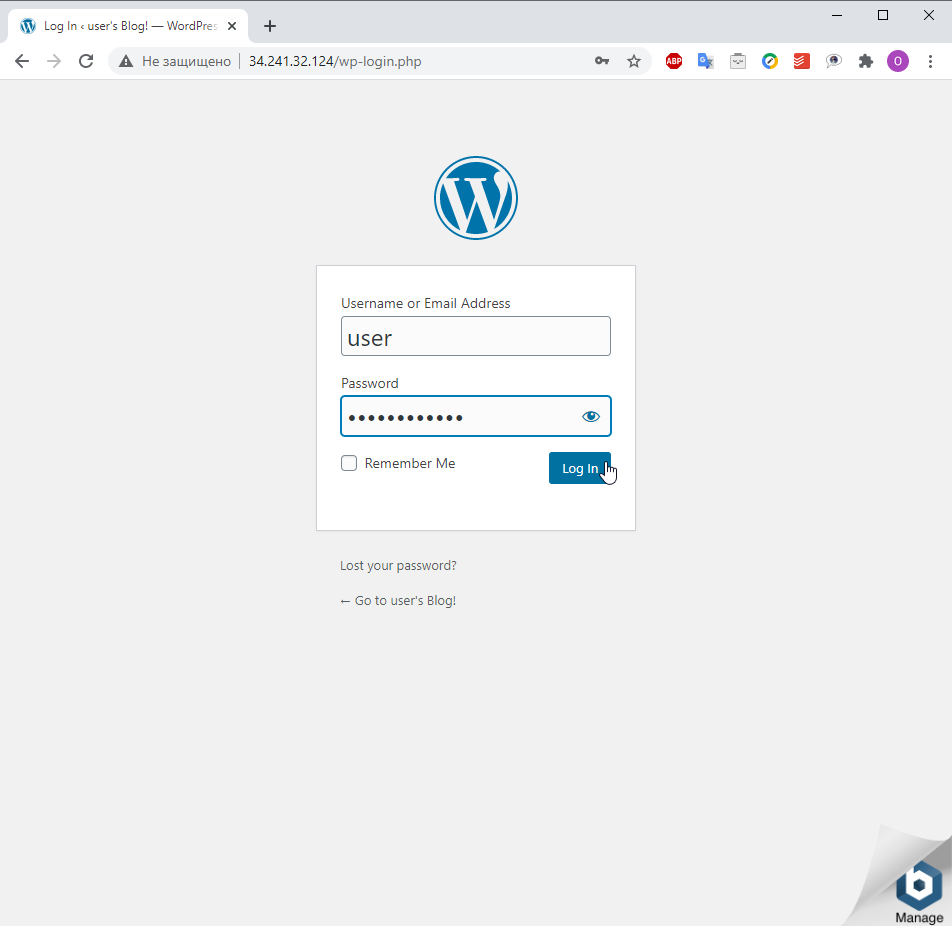 Log In ‹ user's Blog! — WordPres
Не защищено
34.241.32.124/wp-login.php
ABP
G
O
W
Username or Email Address
user
Password
••••••••••••
Remember Me
Log In
Lost your password?
← Go to user's Blog!
b
Manage